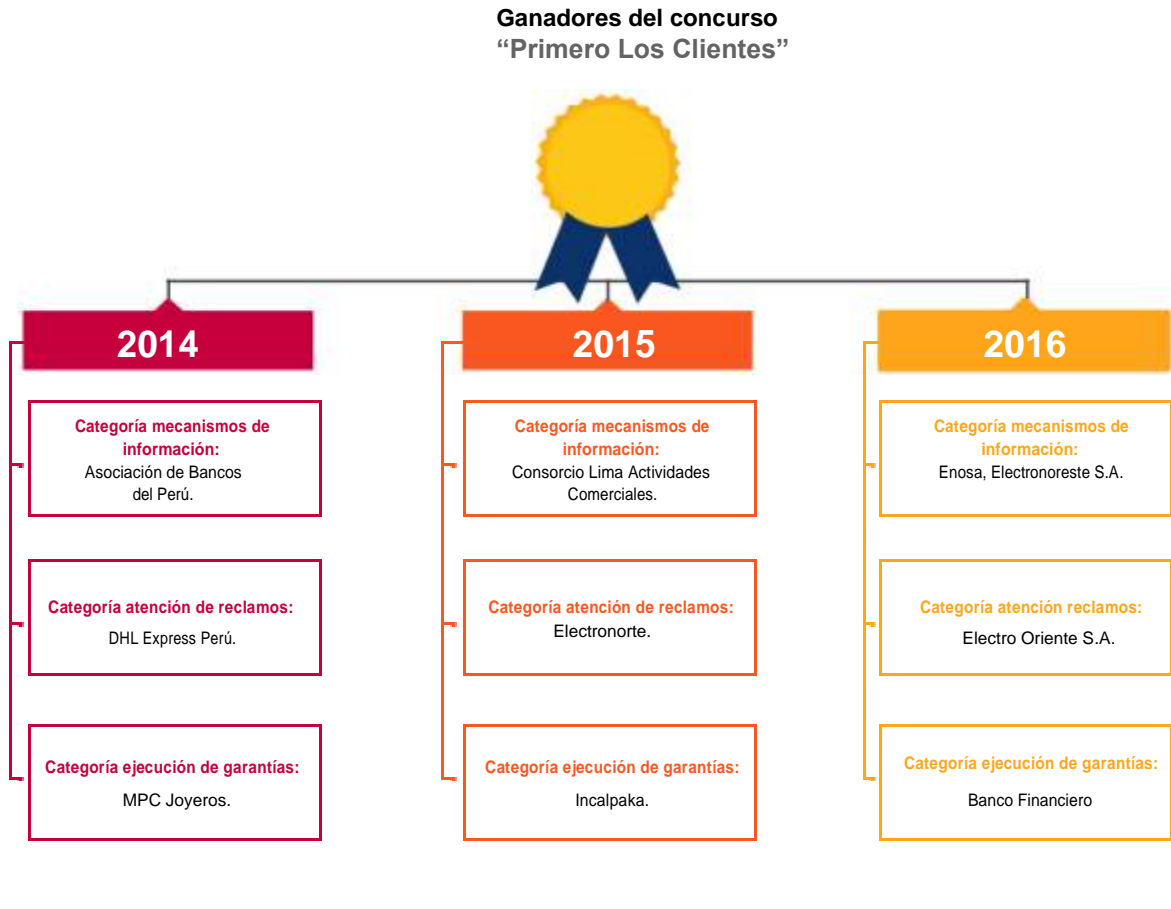 Ganadores del concurso
“Primero Los Clientes”
2014
Categoría mecanismos de
información:
Asociación de Bancos
del Perú.
Categoría atención de reclamos:
DHL Express Perú.
Categoría ejecución de garantías:
MPC Joyeros.
2015
Categoría mecanismos de
información:
Consorcio Lima Actividades
Comerciales.
Categoría atención de reclamos:
Electronorte.
Categoría ejecución de garantías:
Incalpaka.
2016
Categoría mecanismos de
información:
Enosa, Electronoreste S.A.
Categoría atención reclamos:
Electro Oriente S.A.
Categoría ejecución de garantías:
Banco Financiero